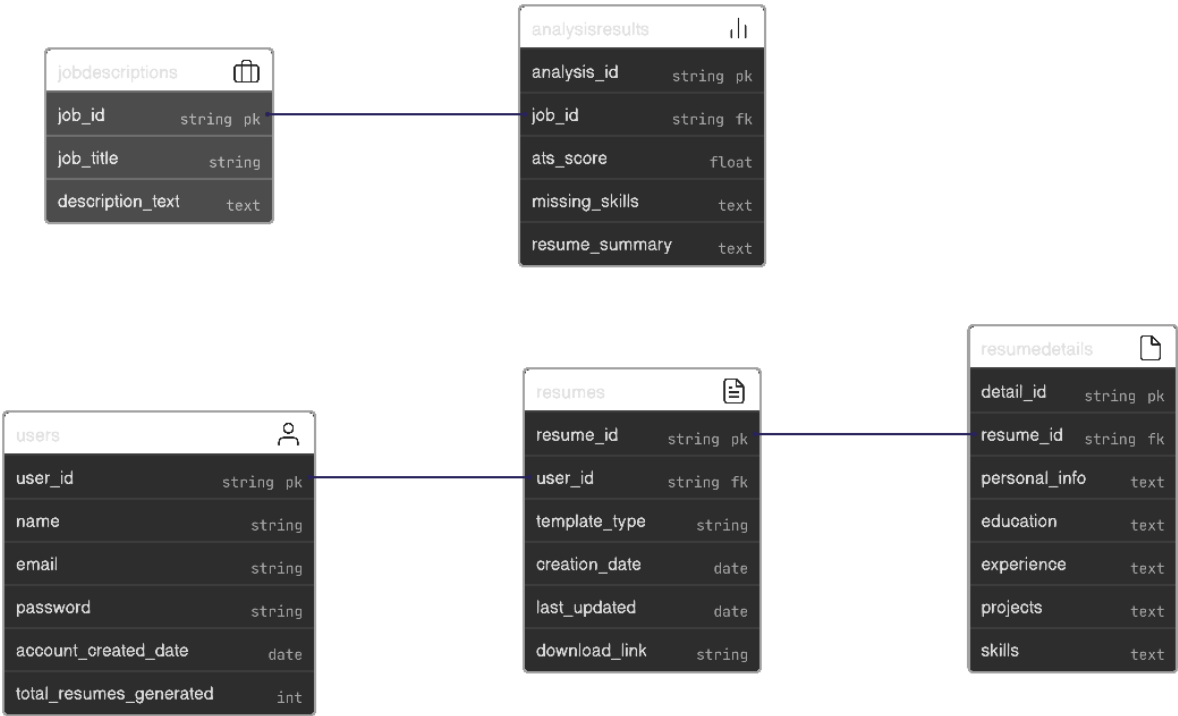 jobdescriptions
job_id string pk
job_title string
description_text text
analysisresults
analysis_id string pk
job_id string fk
ats_score float
missing_skills text
resume_summary text
users
user_id string pk
name string
email string
password string
account_created_date date
total_resumes_generated int
resumes
resume_id string pk
user_id string fk
template_type string
creation_date date
last_updated date
download_link string
resumedetails
detail_id string pk
resume_id string fk
personal_info text
education text
experience text
projects text
skills text